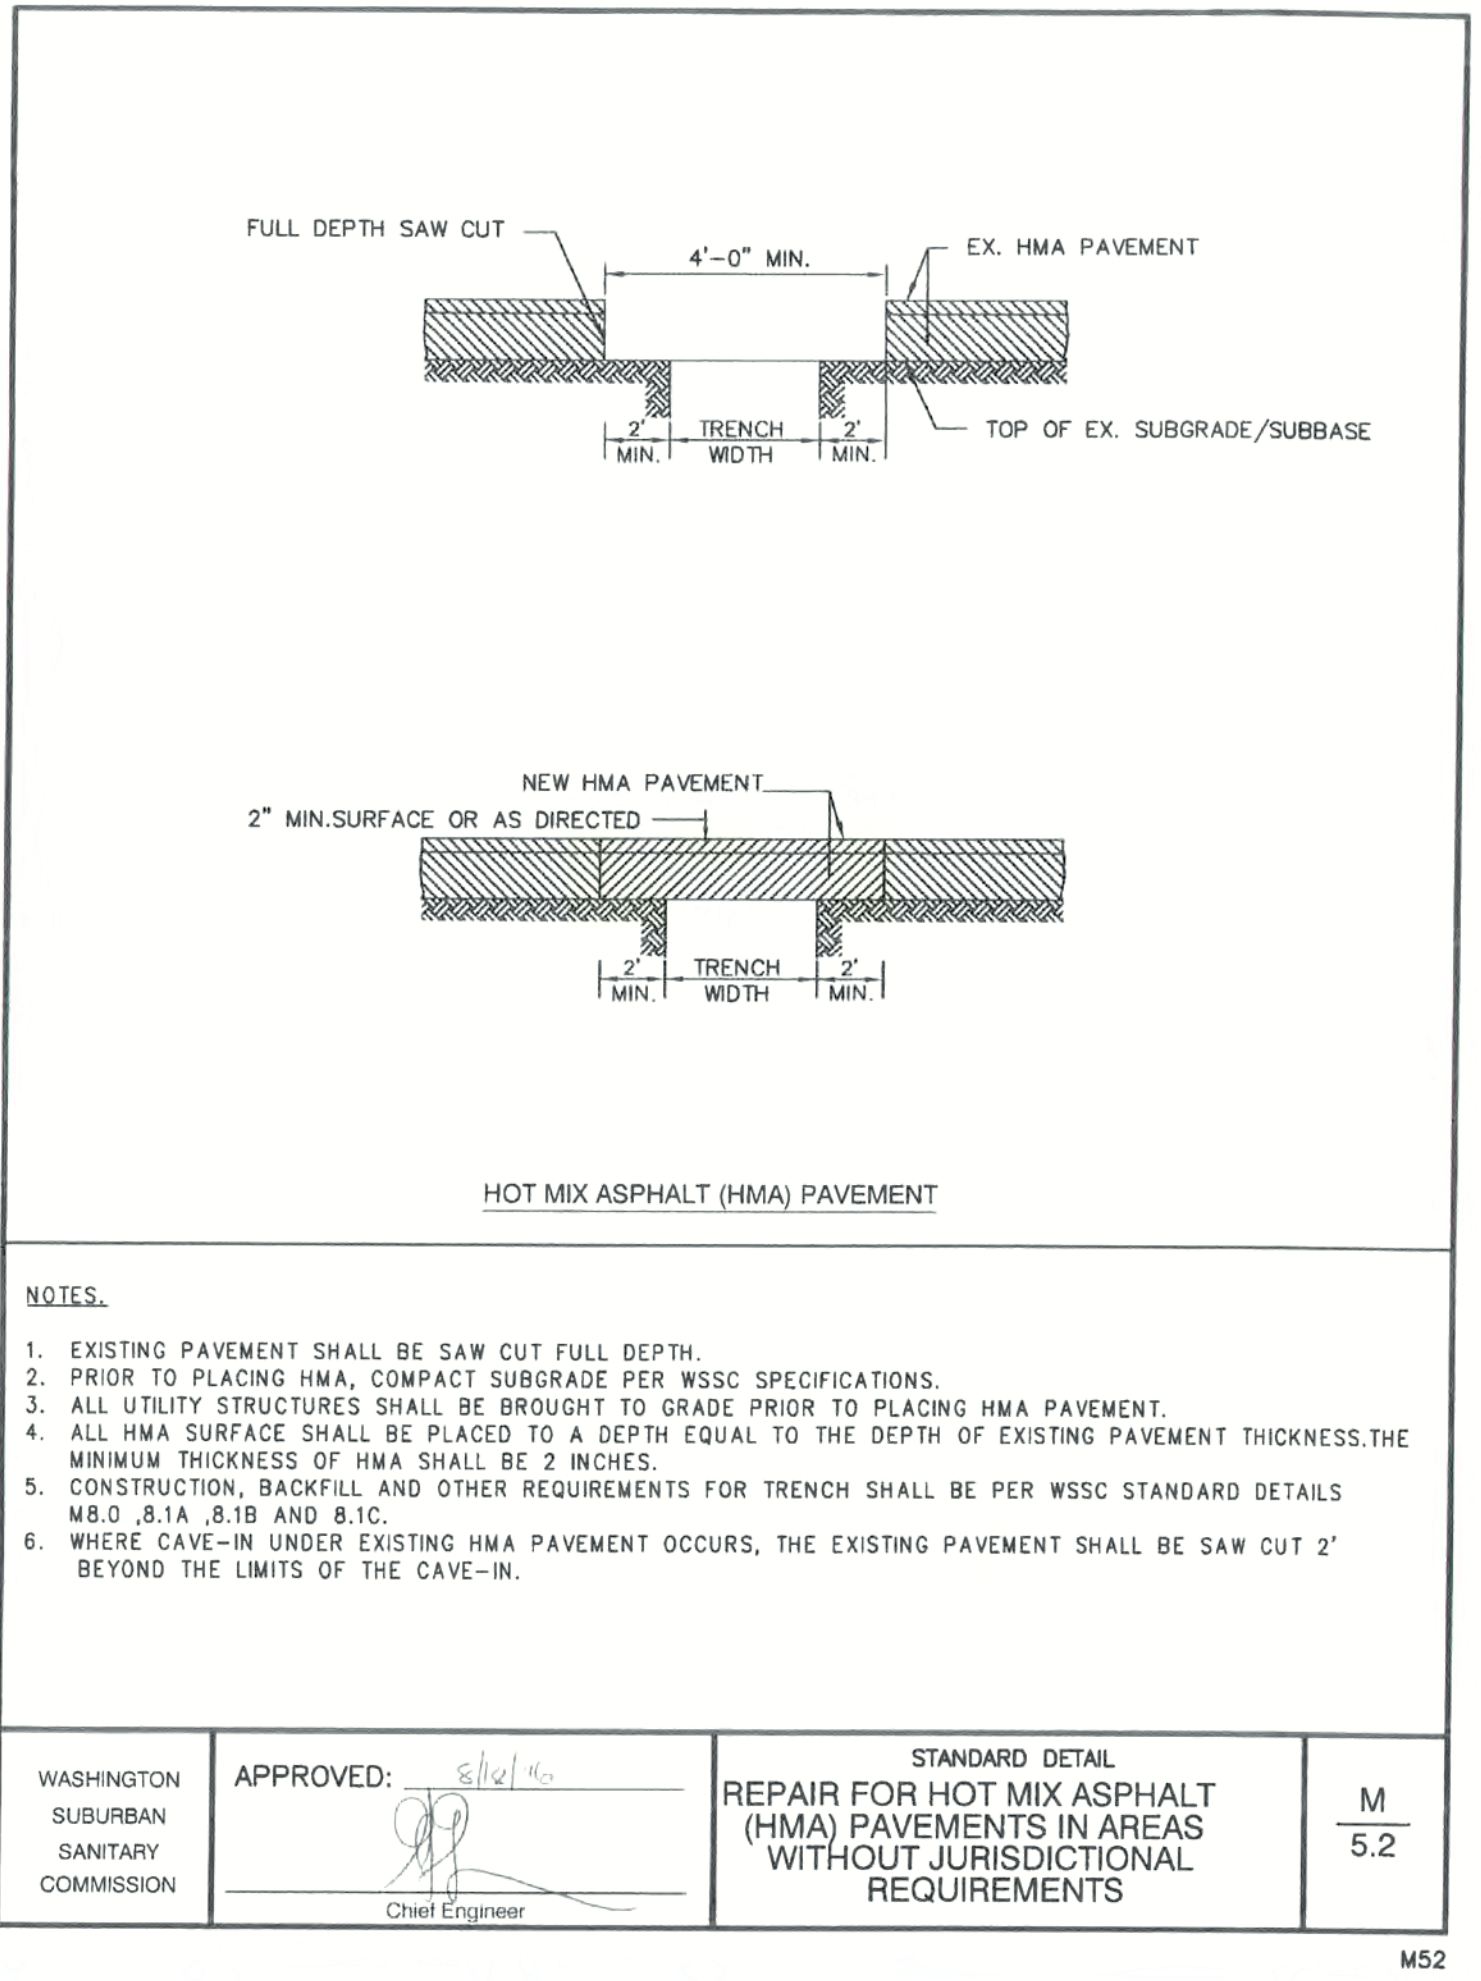 FULL DEPTH SAW CUT
4'-0" MIN.
EX. HMA PAVEMENT
2'
MIN.
TRENCH
WIDTH
2'
MIN.
TOP OF EX. SUBGRADE/SUBBASE
NEW HMA PAVEMENT
2" MIN.SURFACE OR AS DIRECTED
2'
MIN.
TRENCH
WIDTH
2'
MIN.
HOT MIX ASPHALT (HMA) PAVEMENT
NOTES.
1. EXISTING PAVEMENT SHALL BE SAW CUT FULL DEPTH.
2. PRIOR TO PLACING HMA, COMPACT SUBGRADE PER WSSC SPECIFICATIONS.
3. ALL UTILITY STRUCTURES SHALL BE BROUGHT TO GRADE PRIOR TO PLACING HMA PAVEMENT.
4. ALL HMA SURFACE SHALL BE PLACED TO A DEPTH EQUAL TO THE DEPTH OF EXISTING PAVEMENT THICKNESS.THE
MINIMUM THICKNESS OF HMA SHALL BE 2 INCHES.
5. CONSTRUCTION, BACKFILL AND OTHER REQUIREMENTS FOR TRENCH SHALL BE PER WSSC STANDARD DETAILS
M8.0 ,8.1A ,8.1B AND 8.1C.
6. WHERE CAVE-IN UNDER EXISTING HMA PAVEMENT OCCURS, THE EXISTING PAVEMENT SHALL BE SAW CUT 2'
BEYOND THE LIMITS OF THE CAVE-IN.
WASHINGTON
SUBURBAN
SANITARY
COMMISSION
APPROVED:
Chief Engineer
STANDARD DETAIL
REPAIR FOR HOT MIX ASPHALT
(HMA) PAVEMENTS IN AREAS
WITHOUT JURISDICTIONAL
REQUIREMENTS
M
5.2
M52